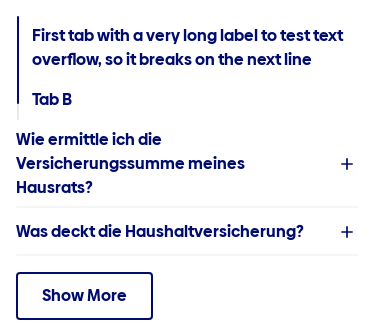 First tab with a very long label to test text
overflow, so it breaks on the next line
Tab B
Wie ermittle ich die
Versicherungssumme meines
Hausrats?
Was deckt die Haushaltversicherung?
Show More